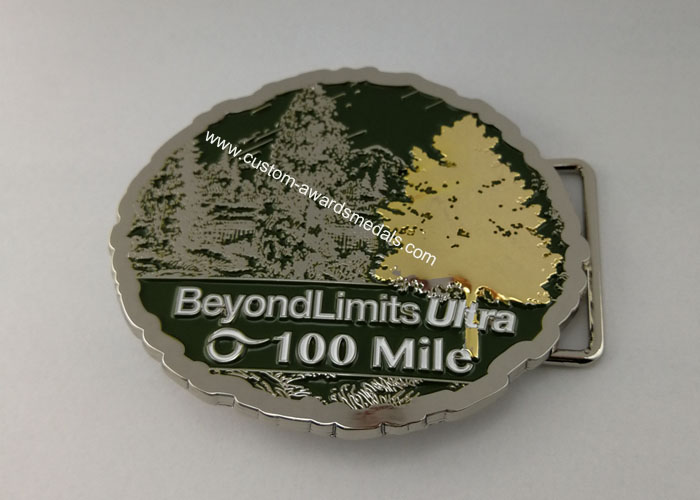 www.custom-awardsmedals.com
BeyondLimits Ultra
100 Mile